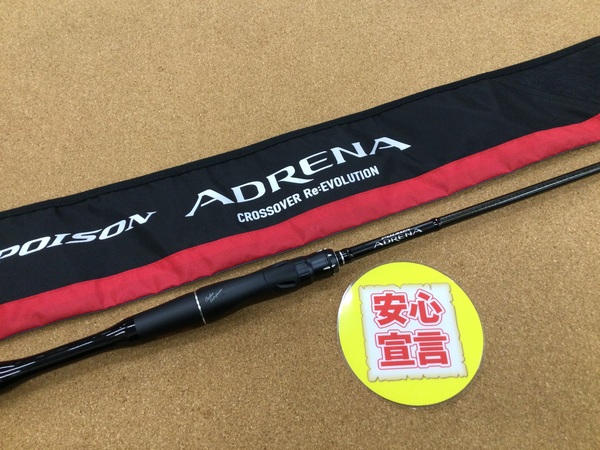 POISON ADRENA
CROSSOVER Re:EVOLUTION
ADRENA
安心
宣言